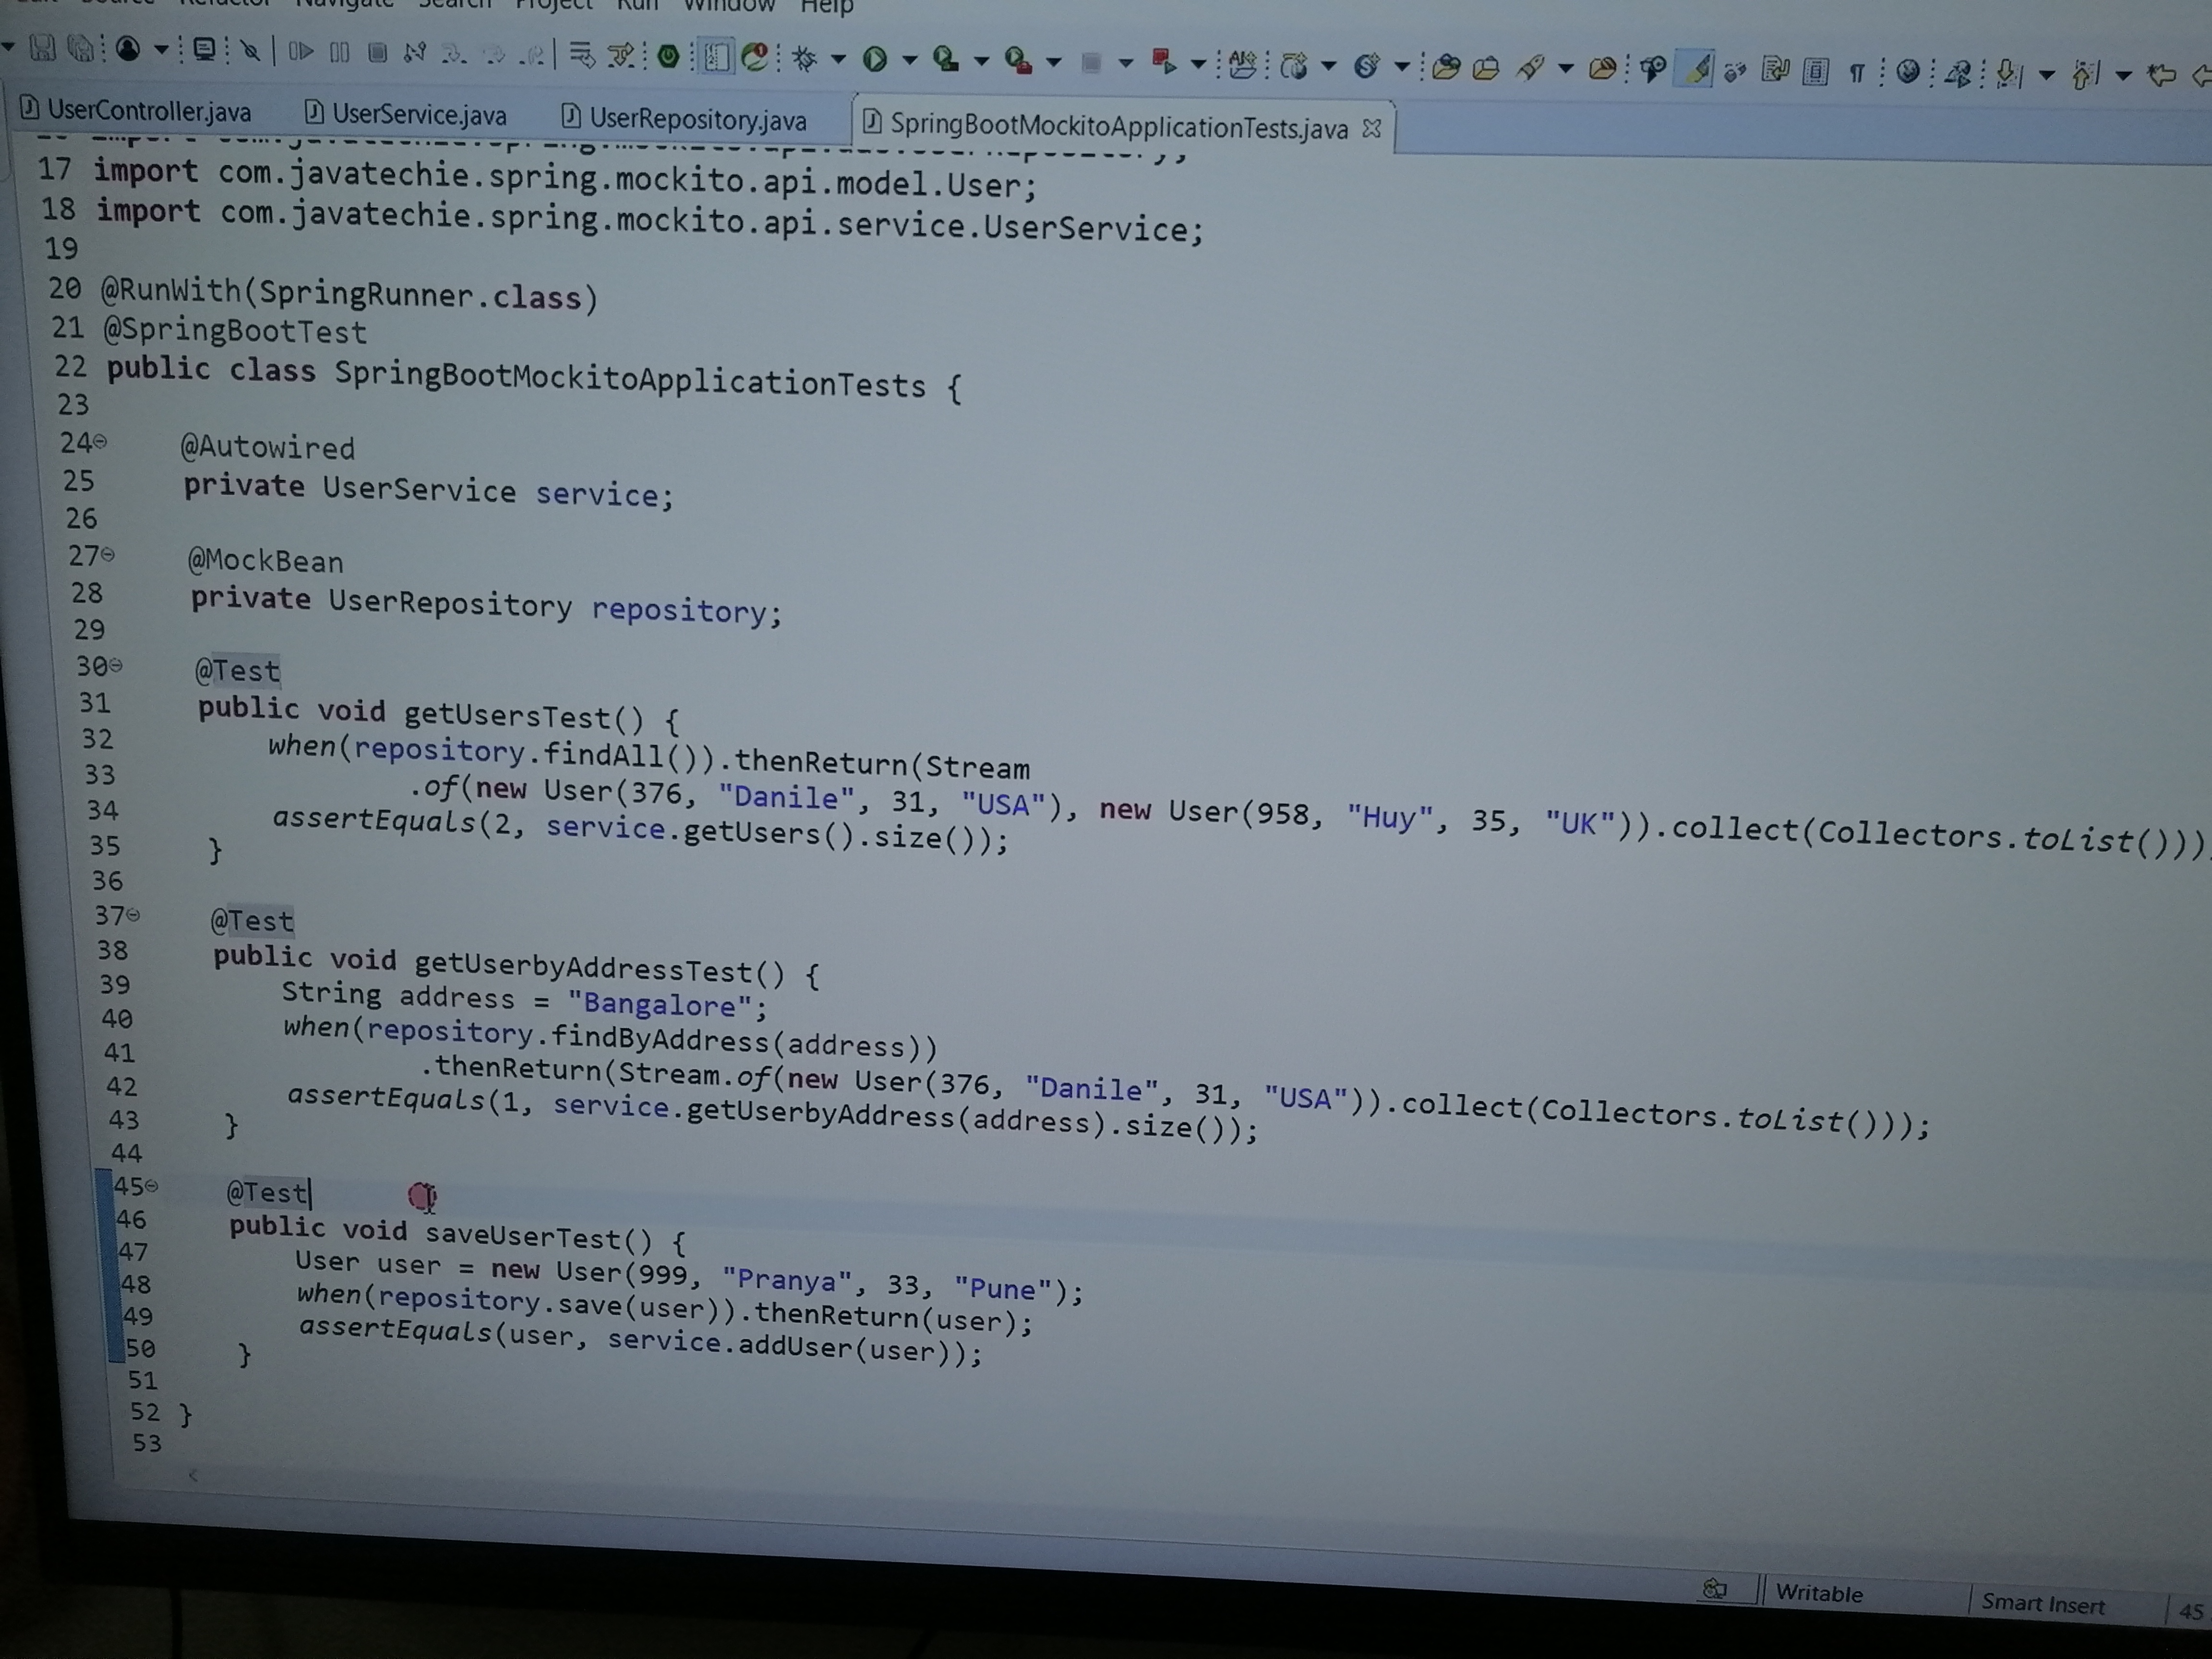 Refactor Navigate Search Project Run Window Help
UserController.java UserService.java UserRepository.java SpringBootMockitoApplicationTests.java
17 import com.javatechie.spring.mockito.api.model.User;
18 import com.javatechie.spring.mockito.api.service.UserService;
19
20 @RunWith(SpringRunner.class)
21 @SpringBootTest
22 public class SpringBootMockitoApplicationTests {
23
24 @Autowired
25 private UserService service;
26
27 @MockBean
28 private UserRepository repository;
29
30 @Test
31 public void getUsersTest() {
32 when(repository.findAll()).thenReturn(Stream
33 .of(new User(376, "Danile", 31, "USA"), new User(958, "Huy", 35, "UK")).collect(Collectors.toList()))
34 assertEquals(2, service.getUsers().size());
35 }
36
37 @Test
38 public void getUserbyAddressTest() {
39 String address = "Bangalore";
40 when(repository.findByAddress(address))
41 .thenReturn(Stream.of(new User(376, "Danile", 31, "USA")).collect(Collectors.toList()));
42 assertEquals(1, service.getUserbyAddress(address).size());
43 }
44
45 @Test
46 public void saveUserTest() {
47 User user = new User(999, "Pranya", 33, "Pune");
48 when(repository.save(user)).thenReturn(user);
49 assertEquals(user, service.addUser(user));
50 }
51
52 }
53
Writable Smart Insert 45